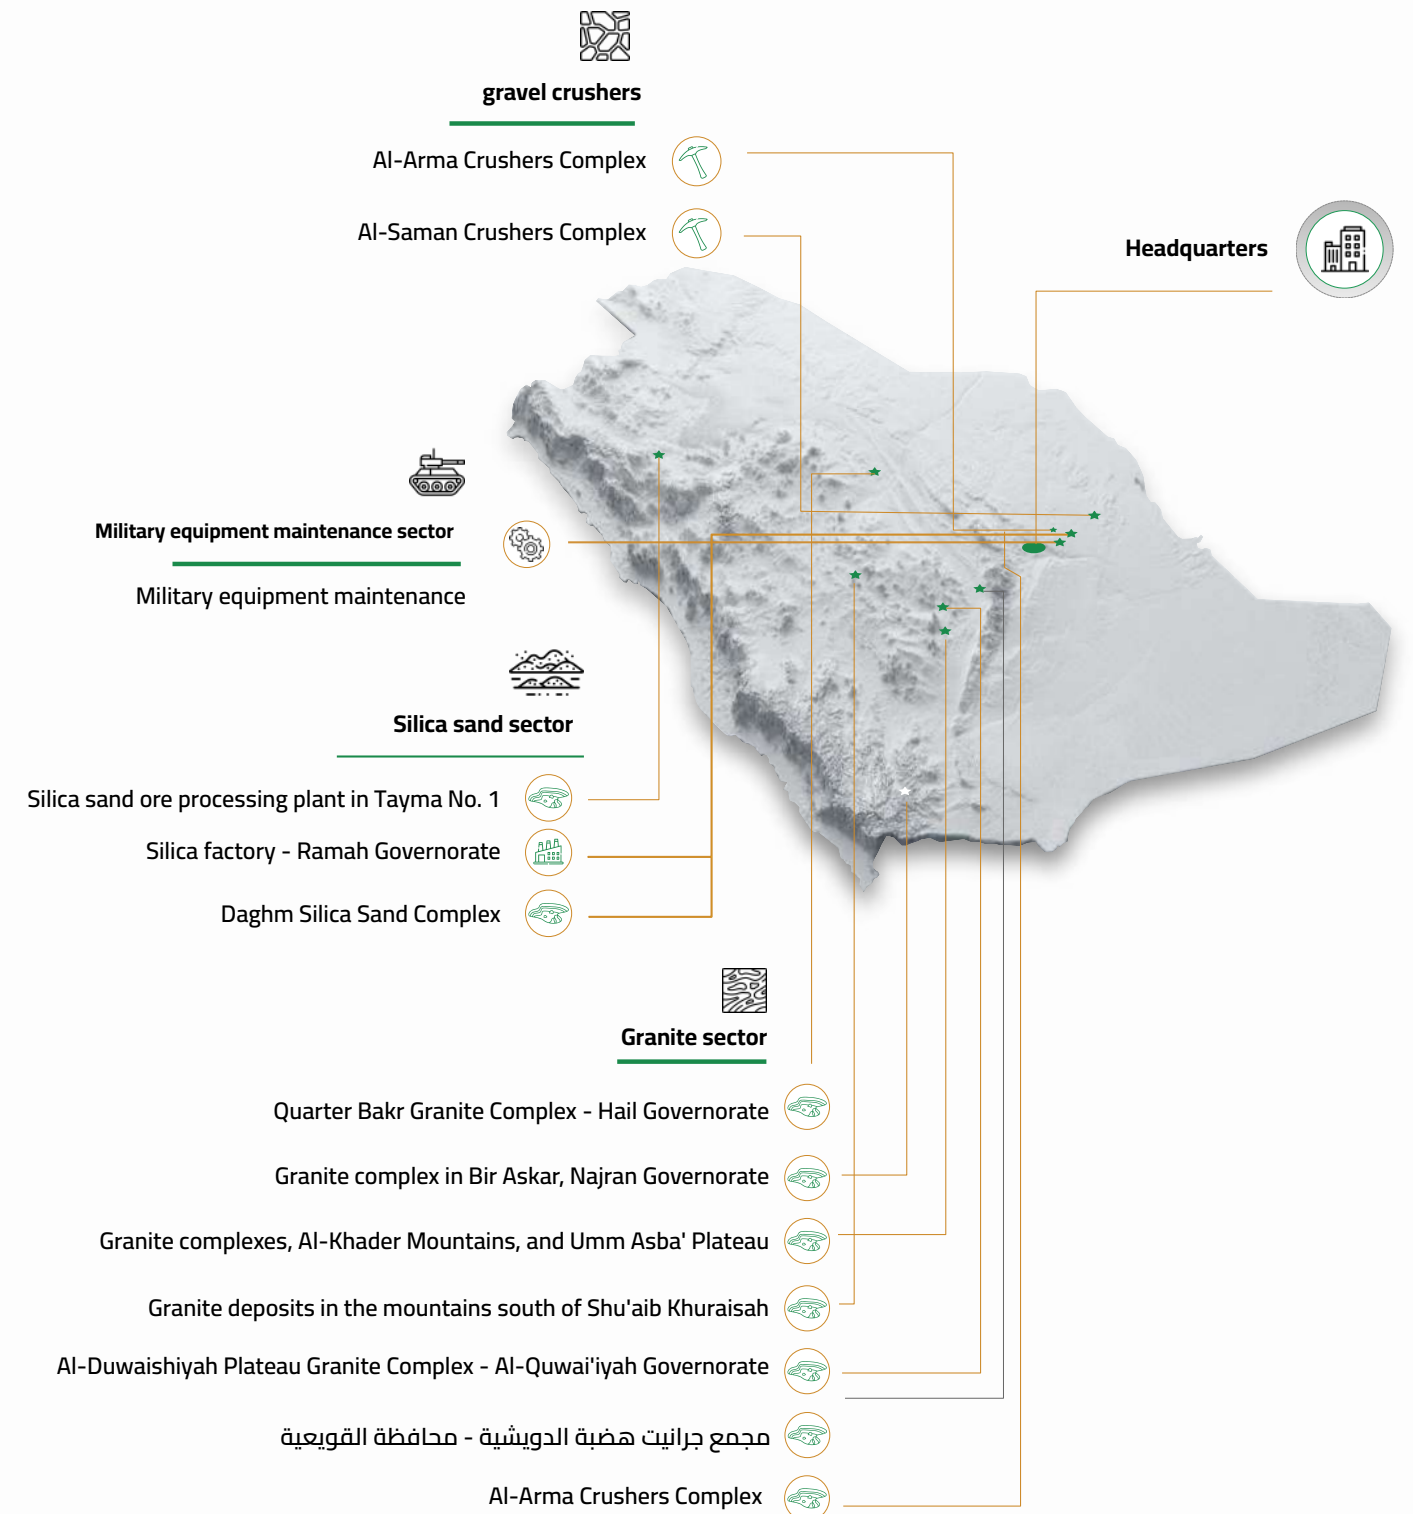 gravel crushers
Al-Arma Crushers Complex
Al-Saman Crushers Complex
Headquarters
Military equipment maintenance sector
Military equipment maintenance
Silica sand sector
Silica sand ore processing plant in Tayma No. 1
Silica factory - Ramah Governorate
Daghm Silica Sand Complex
Granite sector
Quarter Bakr Granite Complex - Hail Governorate
Granite complex in Bir Askar, Najran Governorate
Granite complexes, Al-Khader Mountains, and Umm Asba' Plateau
Granite deposits in the mountains south of Shu'aib Khuraisah
Al-Duwaishiyah Plateau Granite Complex - Al-Quwai'iyah Governorate
مجمع جرانيت هضبة الدويشية - محافظة القويعية
Al-Arma Crushers Complex